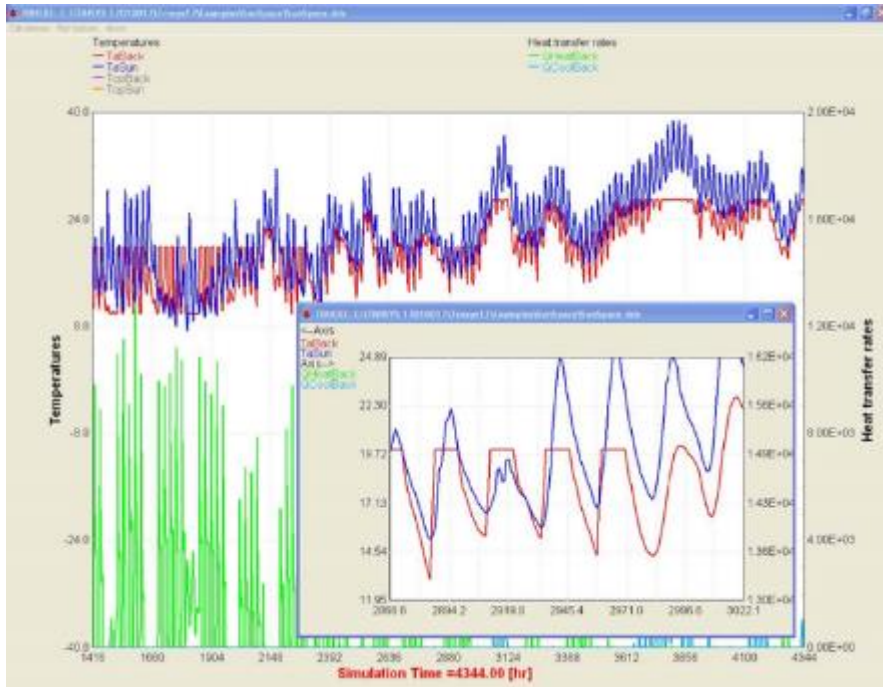 Temperatures
TaBack
TaSun
TopBack
TopSun
Heat transfer rates
QHeatBack
QCoolBack
40.0
24.0
8.0
-8.0
-24.0
-40.0
Temperatures
2.00E+04
1.60E+04
1.20E+04
8.00E+03
4.00E+03
0.00E+00
Heat transfer rates
<--Axis
TaBack
TaSun
Axis-->
QHeatBack
QCoolBack
24.89
22.30
19.72
17.13
14.54
11.95
1.62E+04
1.56E+04
1.49E+04
1.43E+04
1.36E+04
1.30E+04
2894.2
2945.4
2971.0
2996.6
3022.1
1416
1660
1904
2148
2392
2636
2880
3124
3368
3612
3856
4100
4344
Simulation Time =4344.00 [hr]